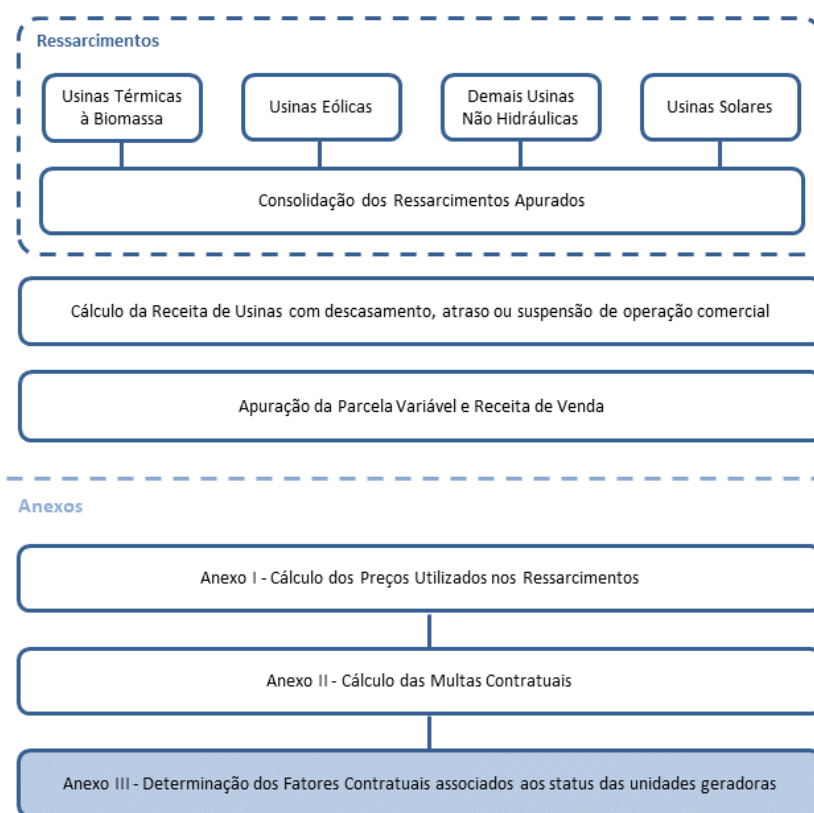 Ressarcimentos
Usinas Térmicas
à Biomassa
Usinas Eólicas
Demais Usinas
Não Hidráulicas
Usinas Solares
Consolidação dos Ressarcimentos Apurados
Cálculo da Receita de Usinas com descasamento, atraso ou suspensão de operação comercial
Apuração da Parcela Variável e Receita de Venda
Anexos
Anexo I - Cálculo dos Preços Utilizados nos Ressarcimentos
Anexo II - Cálculo das Multas Contratuais
Anexo III - Determinação dos Fatores Contratuais associados aos status das unidades geradoras